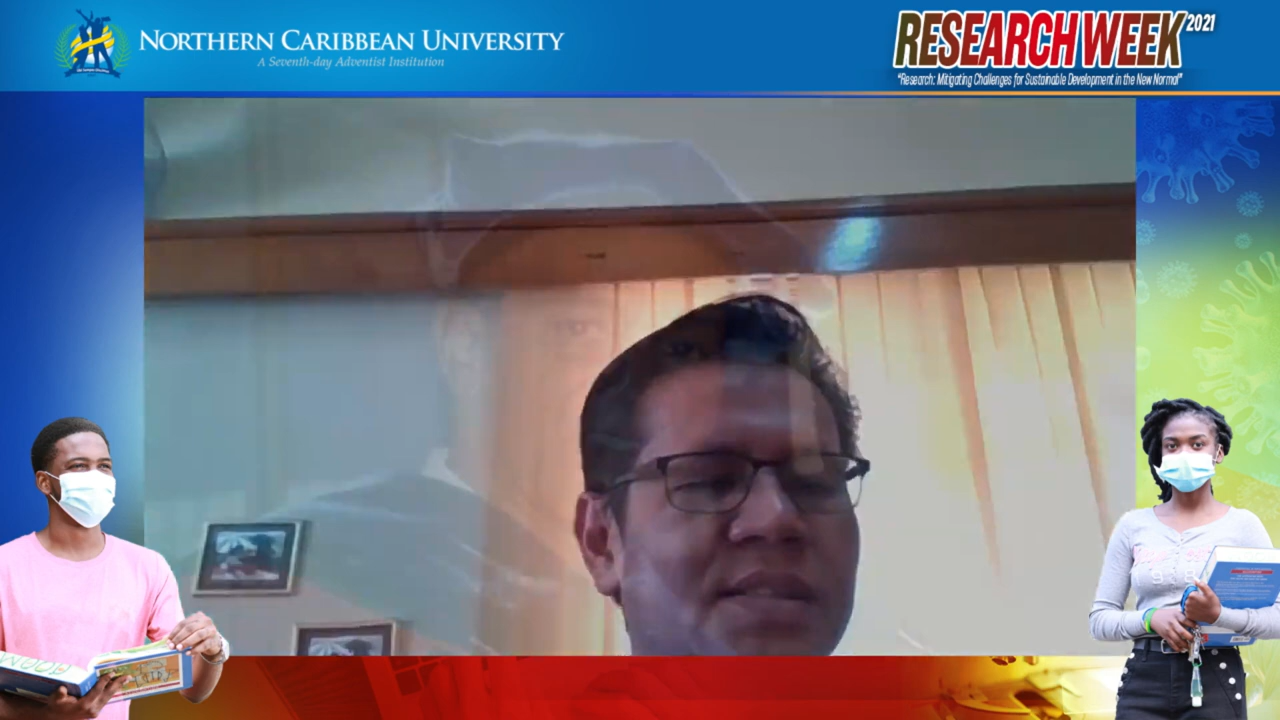 NORTHERN CARIBBEAN UNIVERSITY
A Seventh-day Adventist Institution
RESEARCH WEEK 2021
"Research: Mitigating Challenges for Sustainable Development in the New Normal"